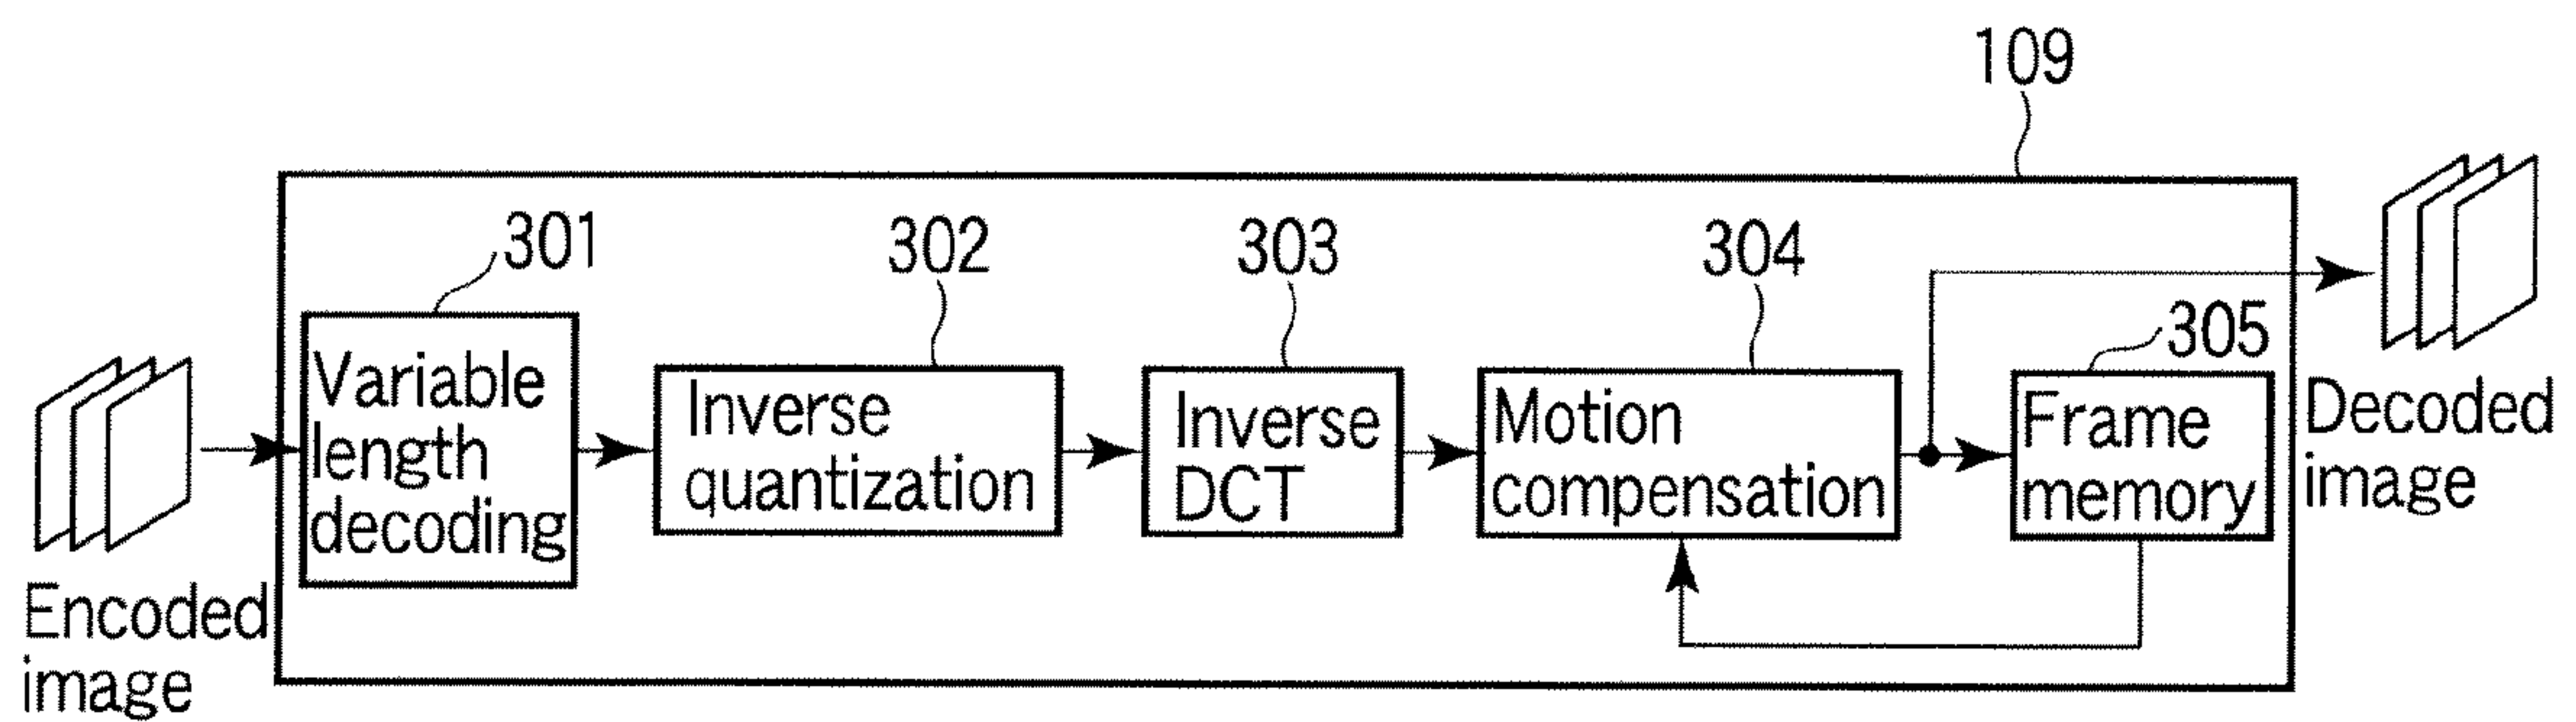 109
301
302
303
304
305
Variable
length
decoding
Inverse
quantization
Inverse
DCT
Motion
compensation
Frame
memory
Encoded
image
Decoded
image